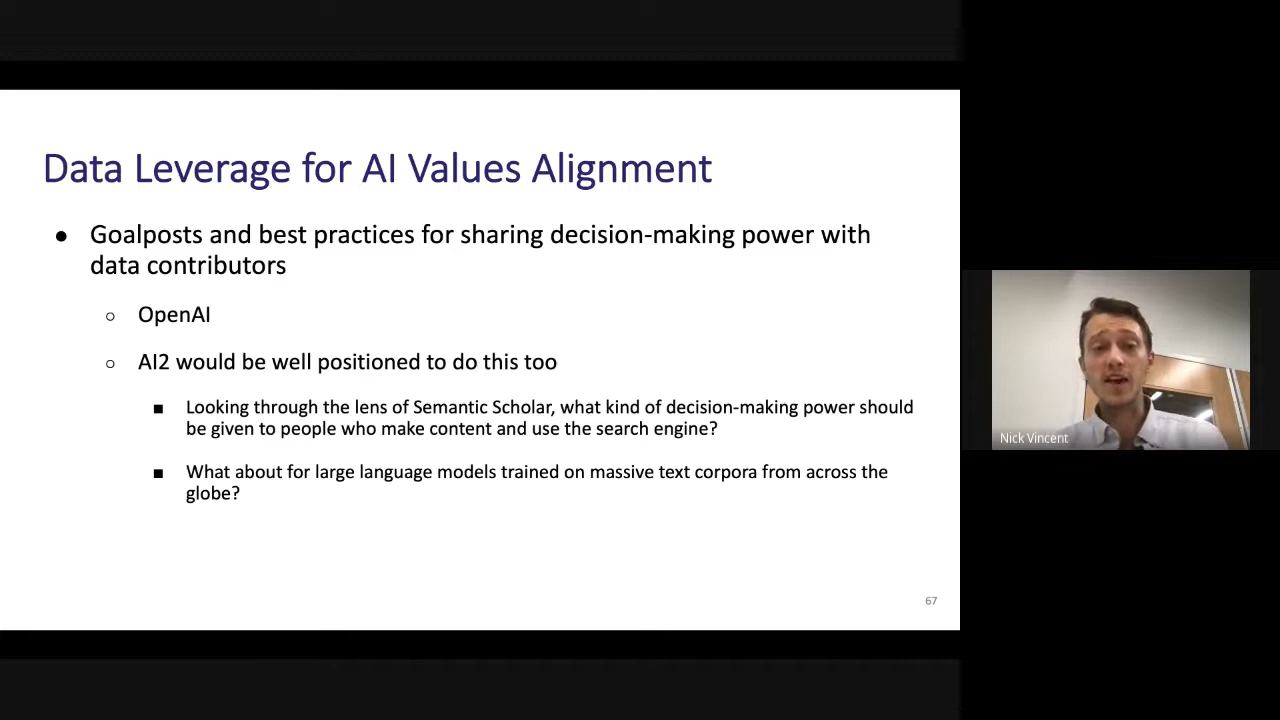 Data Leverage for AI Values Alignment
● Goalposts and best practices for sharing decision-making power with
data contributors
○ OpenAI
○ AI2 would be well positioned to do this too
■ Looking through the lens of Semantic Scholar, what kind of decision-making power should
be given to people who make content and use the search engine?
■ What about for large language models trained on massive text corpora from across the
globe?
Nick Vincent
67